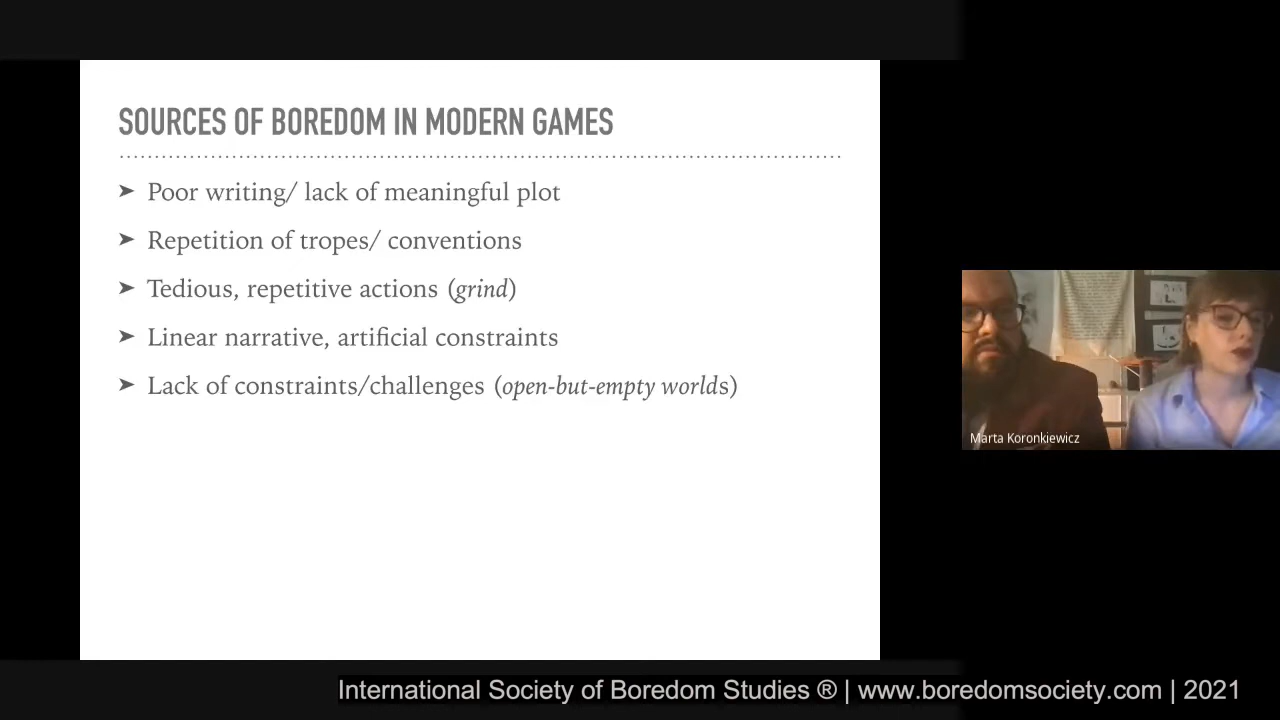 SOURCES OF BOREDOM IN MODERN GAMES
➤ Poor writing/ lack of meaningful plot
➤ Repetition of tropes/ conventions
➤ Tedious, repetitive actions (grind)
➤ Linear narrative, artificial constraints
➤ Lack of constraints/challenges (open-but-empty worlds)
Marta Koronkiewicz
International Society of Boredom Studies ® | www.boredomsociety.com | 2021